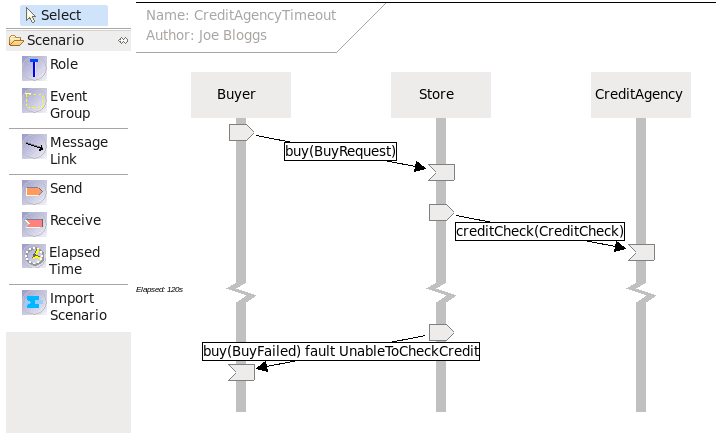 Select
Scenario
Role
Event
Group
Message
Link
Send
Receive
Elapsed
Time
Import
Scenario
Name: CreditAgencyTimeout
Author: Joe Bloggs
Buyer
Store
CreditAgency
buy(BuyRequest)
creditCheck(CreditCheck)
Elapsed: 120s
buy(BuyFailed) fault UnableToCheckCredit